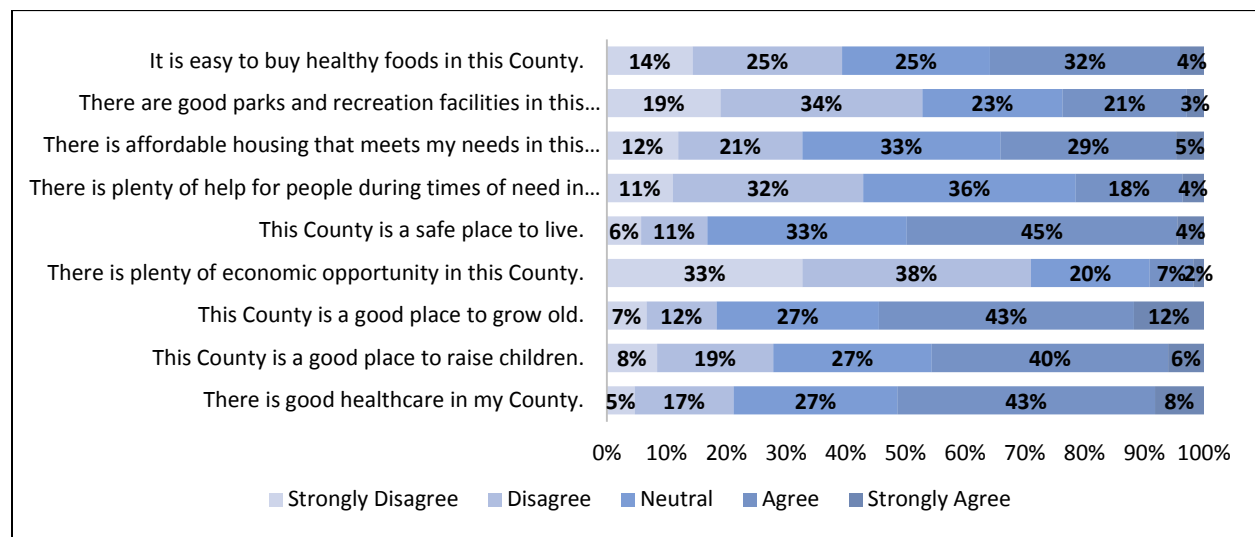 It is easy to buy healthy foods in this County. 14% 25% 25% 32% 4%
There are good parks and recreation facilities in this... 19% 34% 23% 21% 3%
There is affordable housing that meets my needs in this... 12% 21% 33% 29% 5%
There is plenty of help for people during times of need in... 11% 32% 36% 18% 4%
This County is a safe place to live. 6% 11% 33% 45% 4%
There is plenty of economic opportunity in this County. 33% 38% 20% 7% 2%
This County is a good place to grow old. 7% 12% 27% 43% 12%
This County is a good place to raise children. 8% 19% 27% 40% 6%
There is good healthcare in my County. 5% 17% 27% 43% 8%
0% 10% 20% 30% 40% 50% 60% 70% 80% 90% 100%
Strongly Disagree Disagree Neutral Agree Strongly Agree